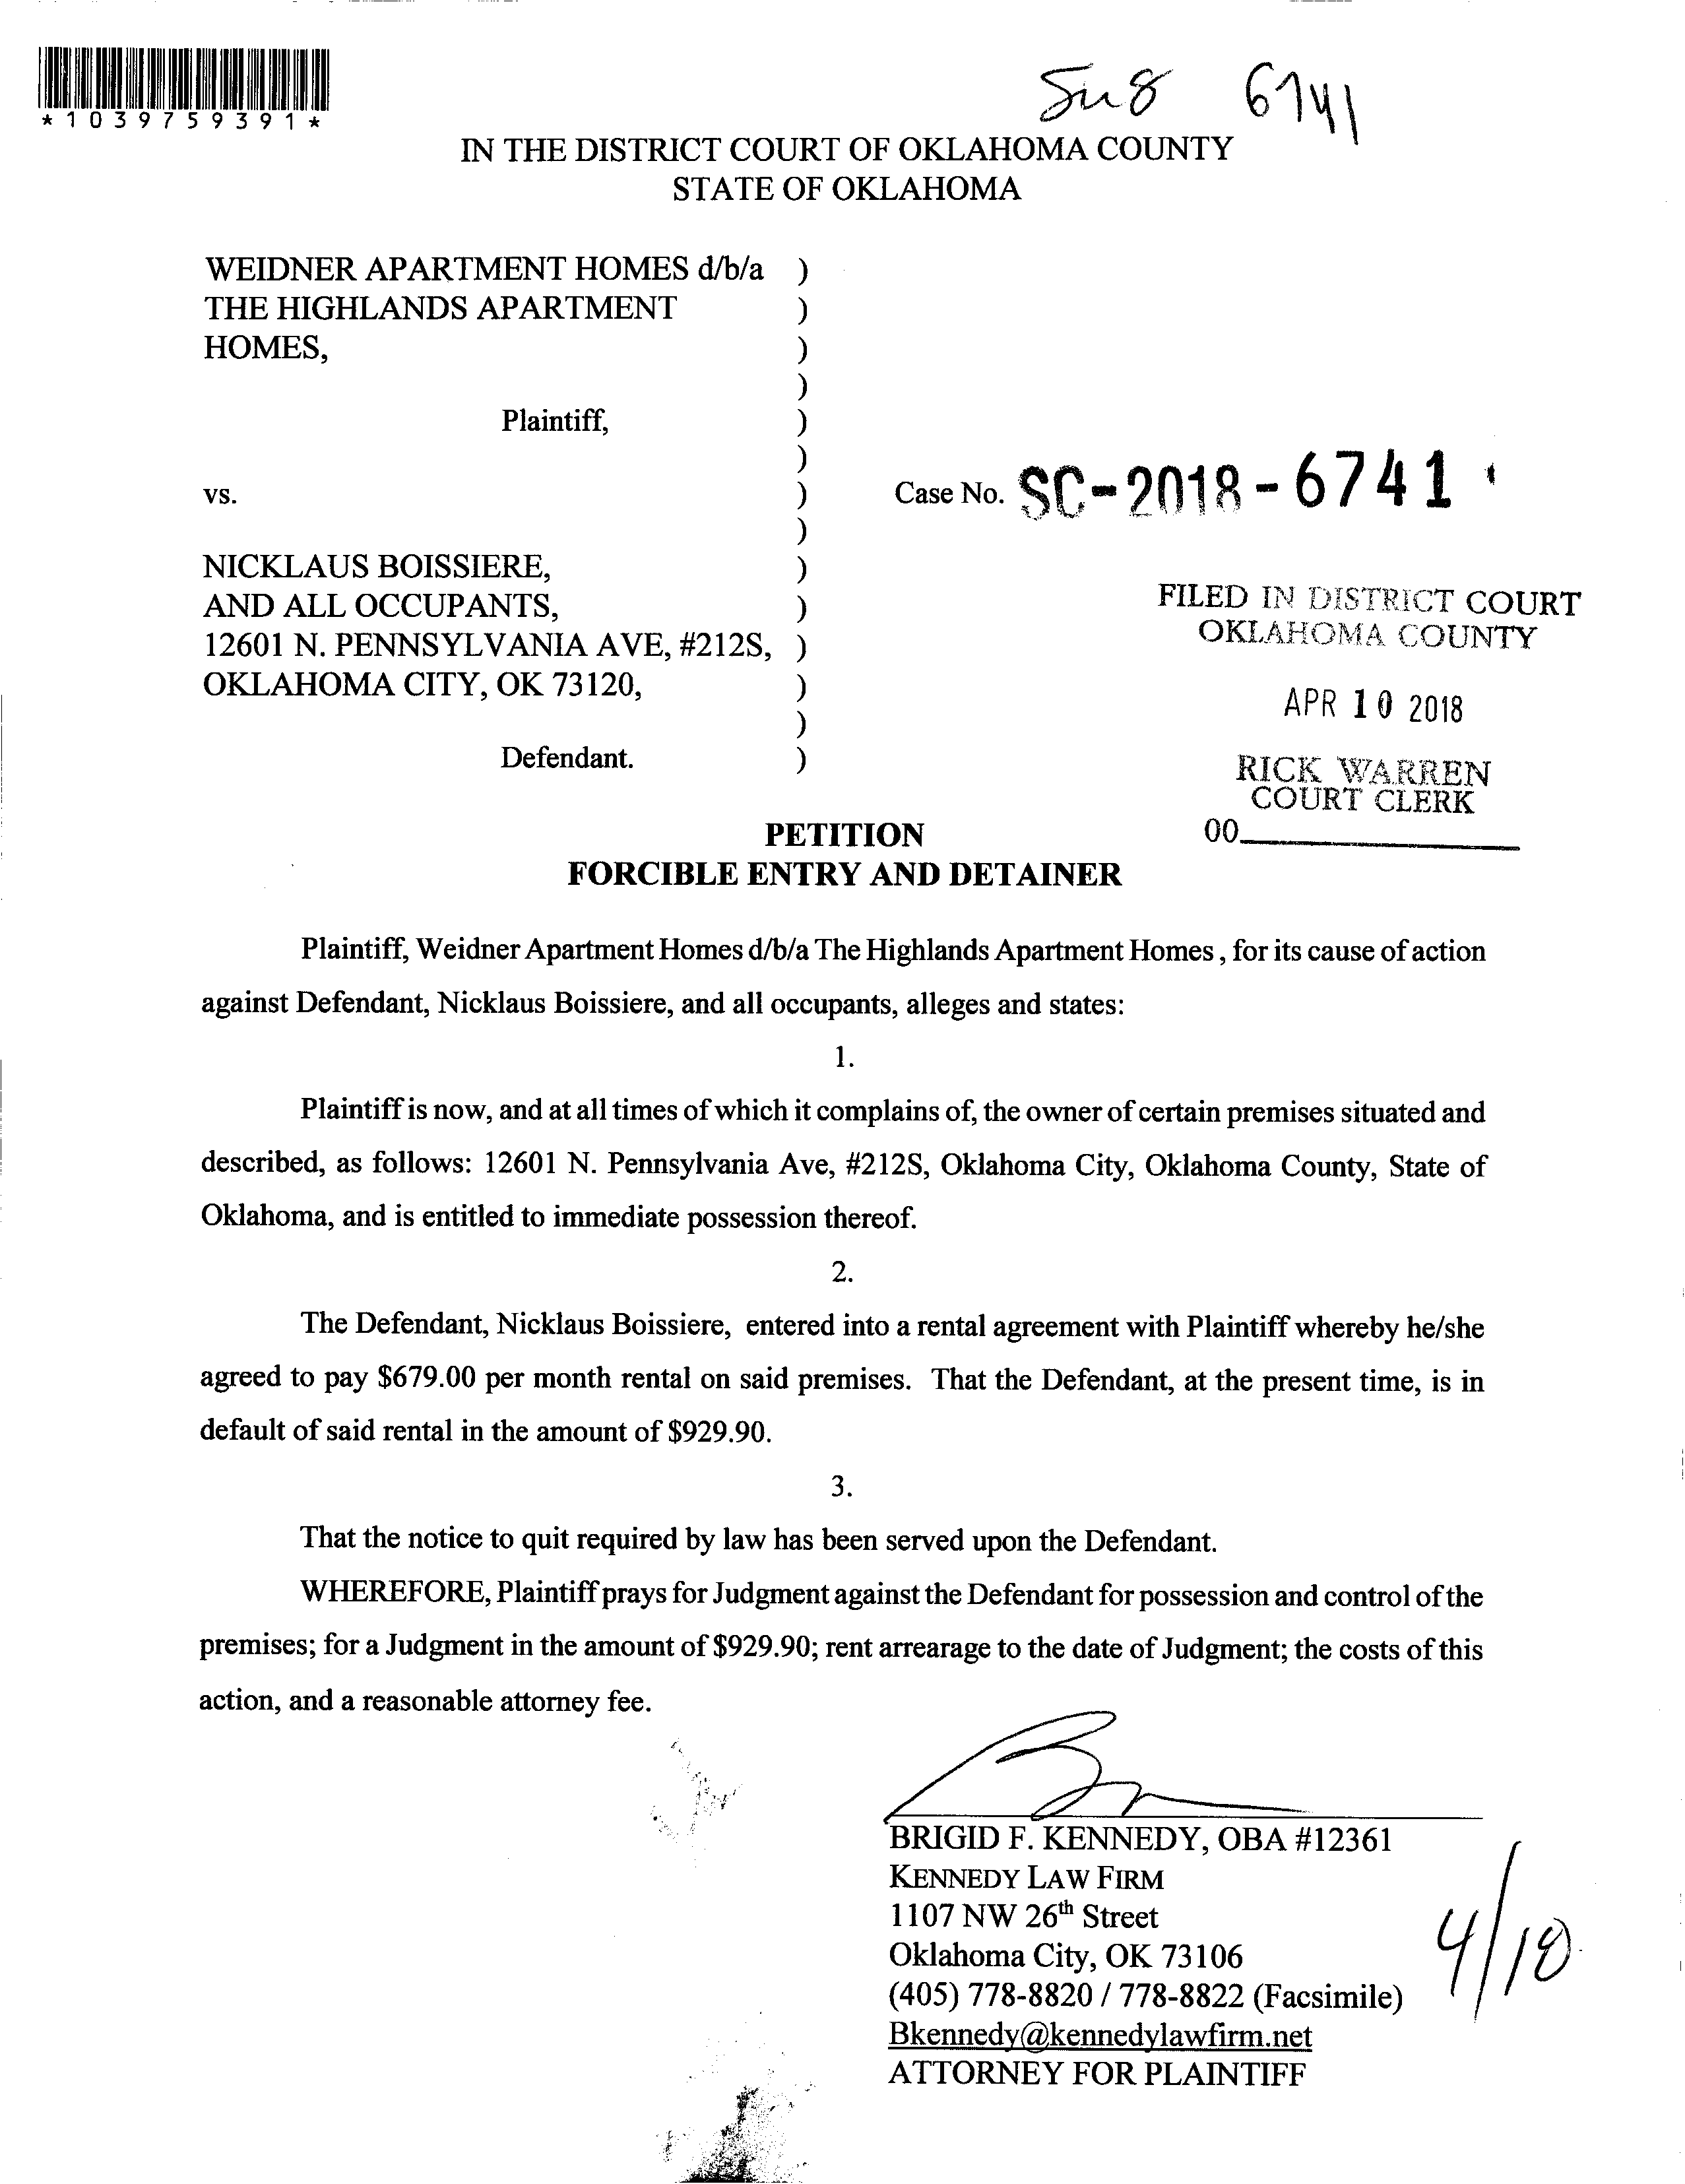 *1039759391*
6741
IN THE DISTRICT COURT OF OKLAHOMA COUNTY
STATE OF OKLAHOMA
WEIDNER APARTMENT HOMES d/b/a )
THE HIGHLANDS APARTMENT )
HOMES, )
)
Plaintiff, )
)
vs. ) Case No. SC-2018-6741
)
NICKLAUS BOISSIERE, )
AND ALL OCCUPANTS, )
12601 N. PENNSYLVANIA AVE, #212S, )
OKLAHOMA CITY, OK 73120, )
)
Defendant. )
FILED IN DISTRICT COURT
OKLAHOMA COUNTY
APR 10 2018
RICK WARREN
COURT CLERK
00
PETITION
FORCIBLE ENTRY AND DETAINER
Plaintiff, Weidner Apartment Homes d/b/a The Highlands Apartment Homes , for its cause of action
against Defendant, Nicklaus Boissiere, and all occupants, alleges and states:
1.
Plaintiff is now, and at all times of which it complains of, the owner of certain premises situated and
described, as follows: 12601 N. Pennsylvania Ave, #212S, Oklahoma City, Oklahoma County, State of
Oklahoma, and is entitled to immediate possession thereof.
2.
The Defendant, Nicklaus Boissiere, entered into a rental agreement with Plaintiff whereby he/she
agreed to pay $679.00 per month rental on said premises. That the Defendant, at the present time, is in
default of said rental in the amount of $929.90.
3.
That the notice to quit required by law has been served upon the Defendant.
WHEREFORE, Plaintiff prays for Judgment against the Defendant for possession and control of the
premises; for a Judgment in the amount of $929.90; rent arrearage to the date of Judgment; the costs of this
action, and a reasonable attorney fee.
BRIGID F. KENNEDY, OBA #12361
KENNEDY LAW FIRM
1107 NW 26th Street
Oklahoma City, OK 73106
(405) 778-8820 / 778-8822 (Facsimile)
Bkennedy@kennedylawfirm.net
ATTORNEY FOR PLAINTIFF